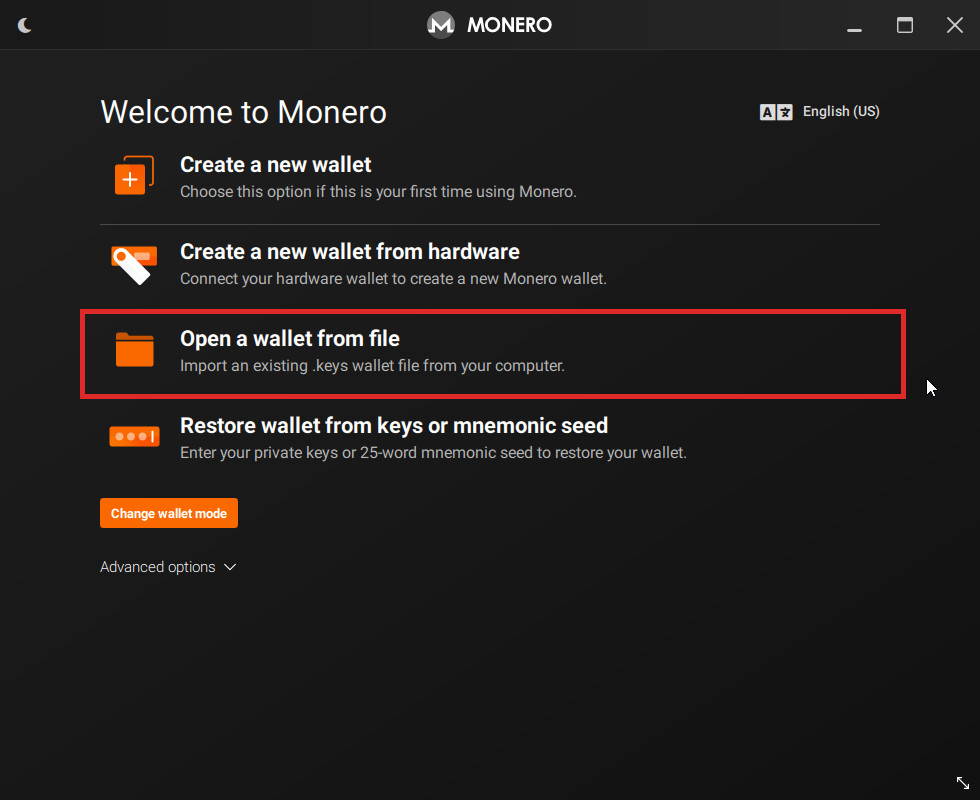 MONERO
Welcome to Monero
English (US)
Create a new wallet
Choose this option if this is your first time using Monero.
Create a new wallet from hardware
Connect your hardware wallet to create a new Monero wallet.
Open a wallet from file
Import an existing .keys wallet file from your computer.
Restore wallet from keys or mnemonic seed
Enter your private keys or 25-word mnemonic seed to restore your wallet.
Change wallet mode
Advanced options